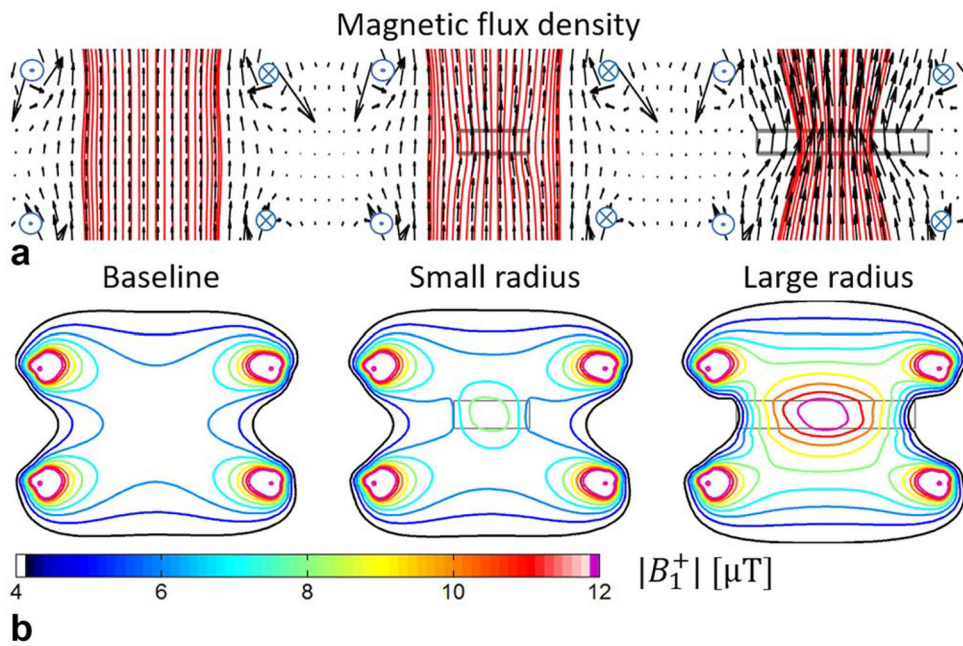 Magnetic flux density
a
Baseline Small radius Large radius
4 6 8 10 12 |B₁⁺| [μT]
b